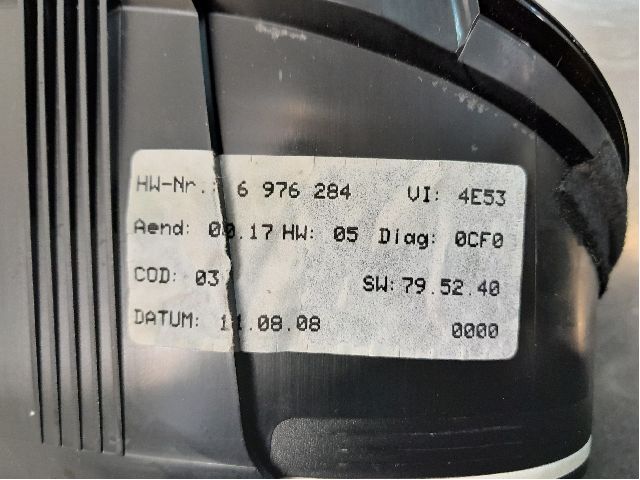 HW-Nr.: 6 976 284 VI: 4E53
Aend: 00.17 HW: 05 Diag: 0CF0
COD: 03 SW: 79.52.40
DATUM: 11.08.08 0000